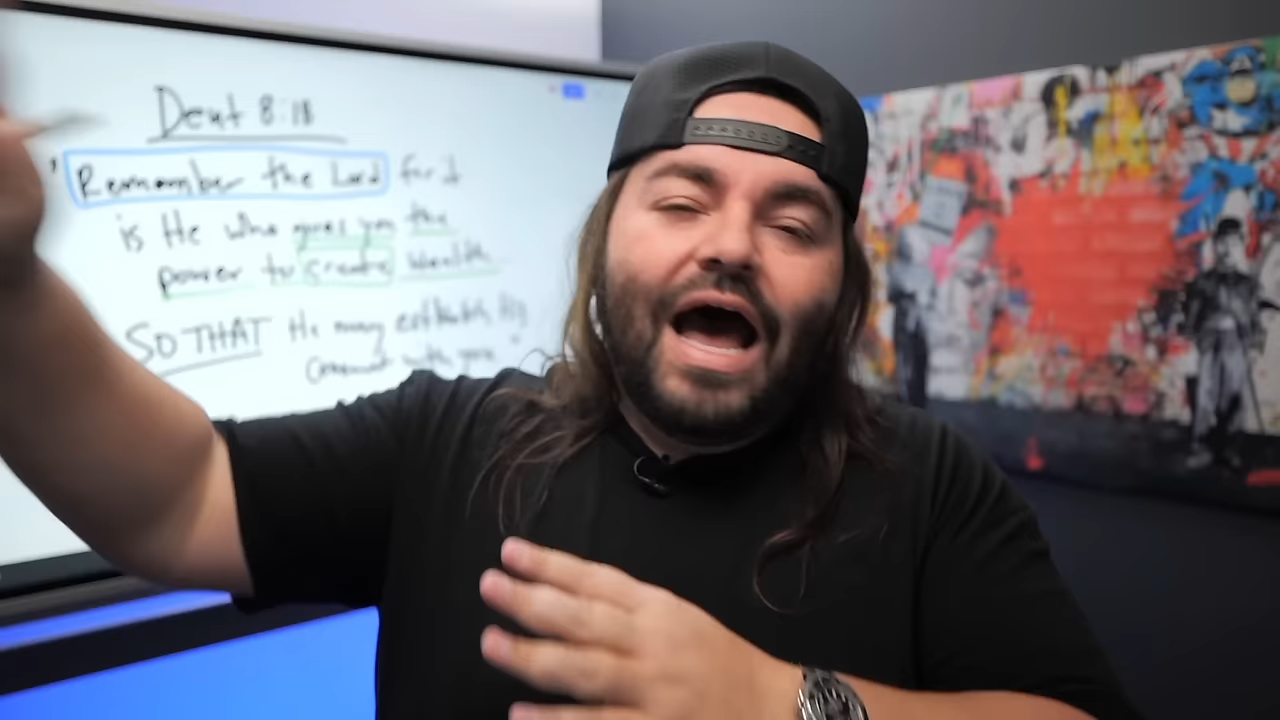 Deut 8:18
"Remember the Lord for it
is He who gives you the
power to create wealth
SO THAT He may establish His
covenant with you"